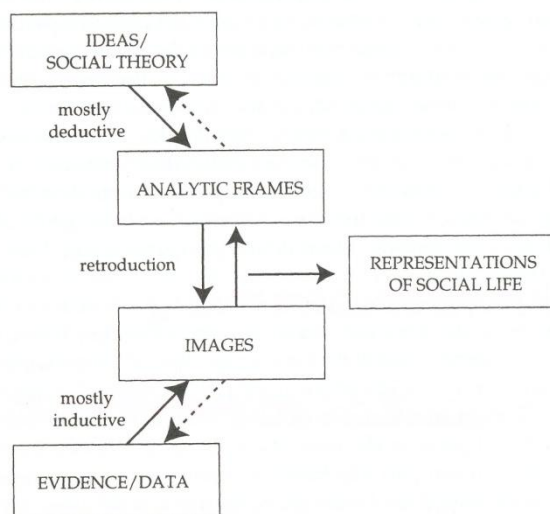 IDEAS/
SOCIAL THEORY
mostly
deductive
ANALYTIC FRAMES
retroduction
REPRESENTATIONS
OF SOCIAL LIFE
IMAGES
mostly
inductive
EVIDENCE/DATA